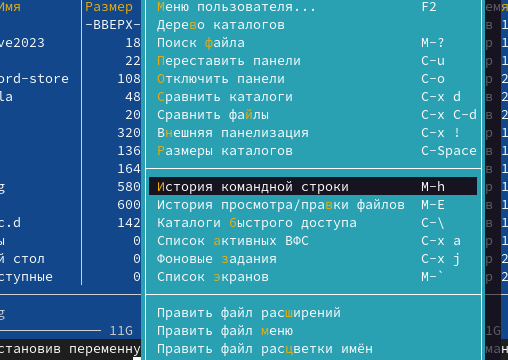 Имя Размер Меню пользователя... F2
-ВВЕРХ- Дерево каталогов
ve2023 18 Поиск файла M-?
22 Переставить панели C-u
ord-store 108 Отключить панели C-o
la 48 Сравнить каталоги C-x d
20 Сравнить файлы C-x C-d
320 Внешняя панелизация C-x !
136 Размеры каталогов C-Space
164
g 580 История командной строки M-h
600 История просмотра/правки файлов M-E
c.d 142 Каталоги быстрого доступа C-\
ы 0 Список активных ВФС C-x a
й стол 0 Фоновые задания C-x j
ступные 0 Список экранов M-`
g Править файл расширений
11G Править файл меню 1G
становив переменну Править файл расцветки имён